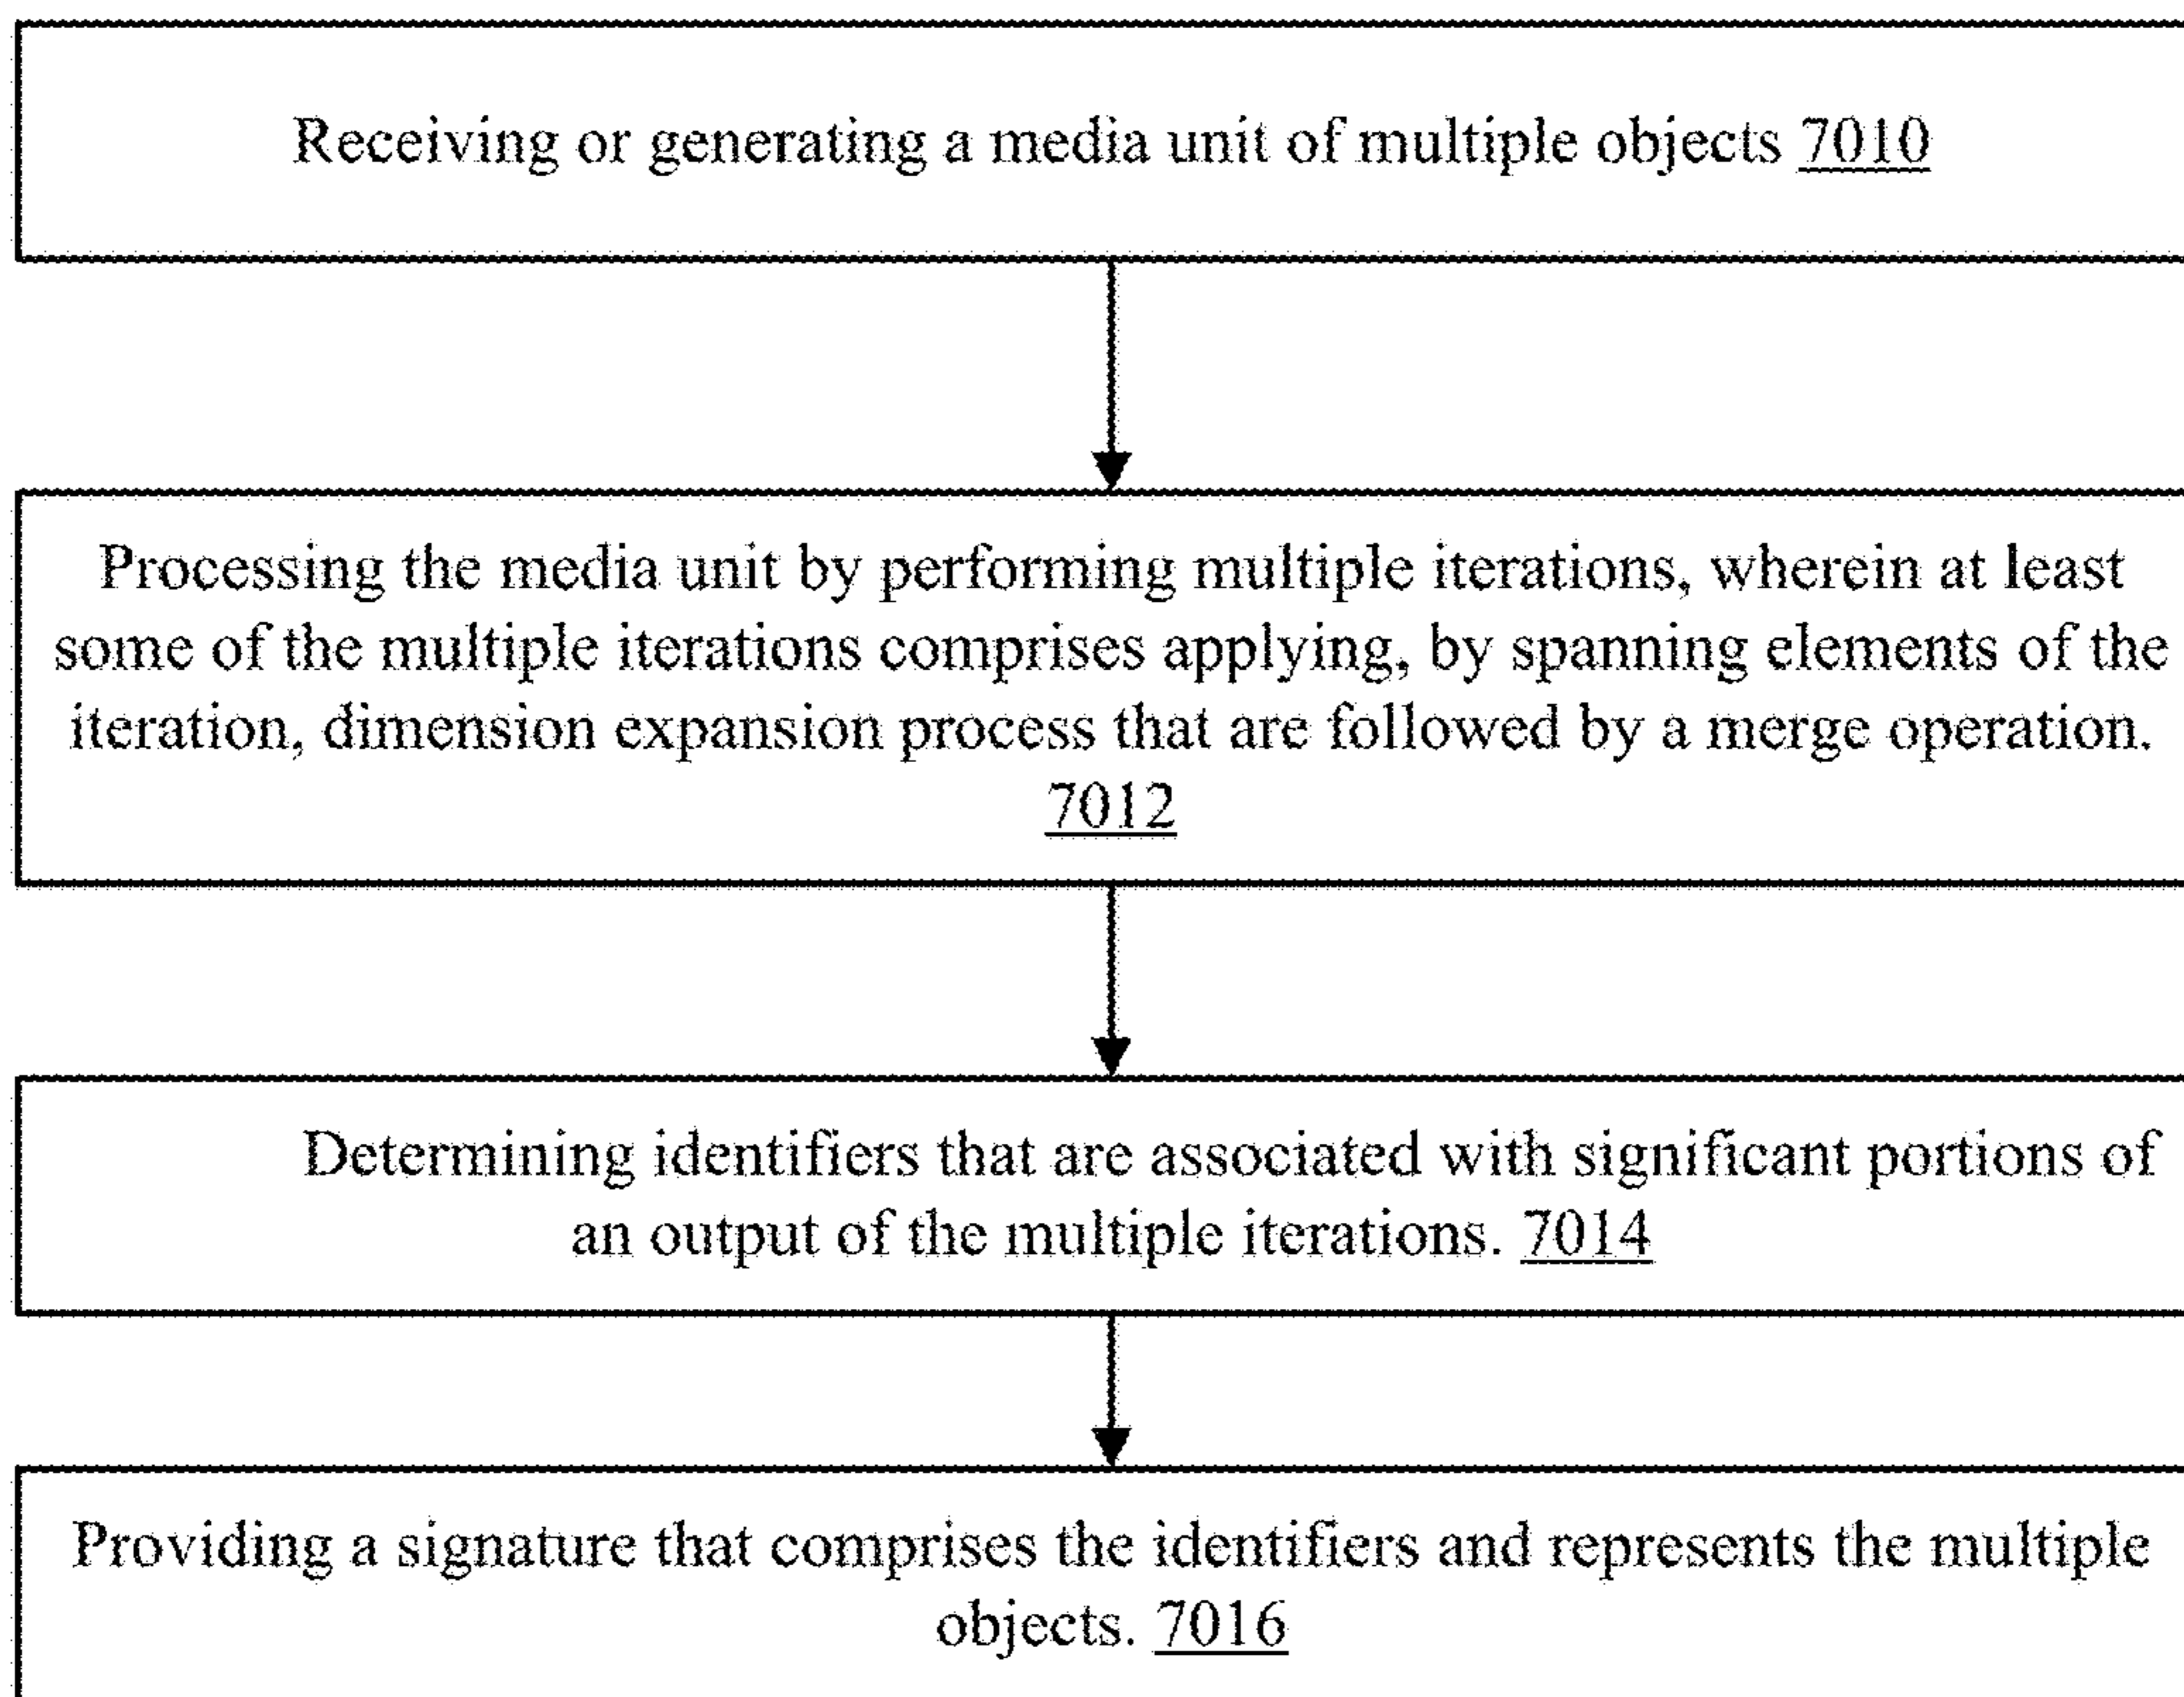 Receiving or generating a media unit of multiple objects 7010
Processing the media unit by performing multiple iterations, wherein at least
some of the multiple iterations comprises applying, by spanning elements of the
iteration, dimension expansion process that are followed by a merge operation.
7012
Determining identifiers that are associated with significant portions of
an output of the multiple iterations. 7014
Providing a signature that comprises the identifiers and represents the multiple
objects. 7016